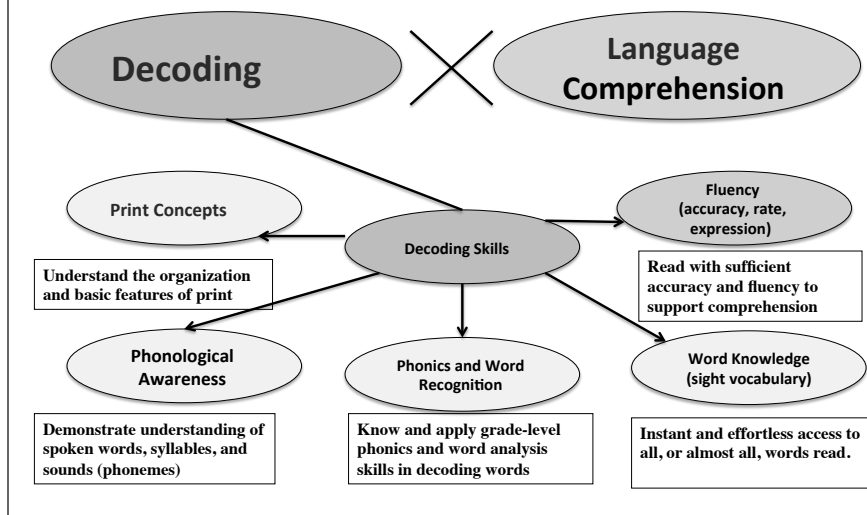 Decoding
Language
Comprehension
Print Concepts
Decoding Skills
Fluency
(accuracy, rate,
expression)
Understand the organization
and basic features of print
Read with sufficient
accuracy and fluency to
support comprehension
Phonological
Awareness
Phonics and Word
Recognition
Word Knowledge
(sight vocabulary)
Demonstrate understanding of
spoken words, syllables, and
sounds (phonemes)
Know and apply grade-level
phonics and word analysis
skills in decoding words
Instant and effortless access to
all, or almost all, words read.